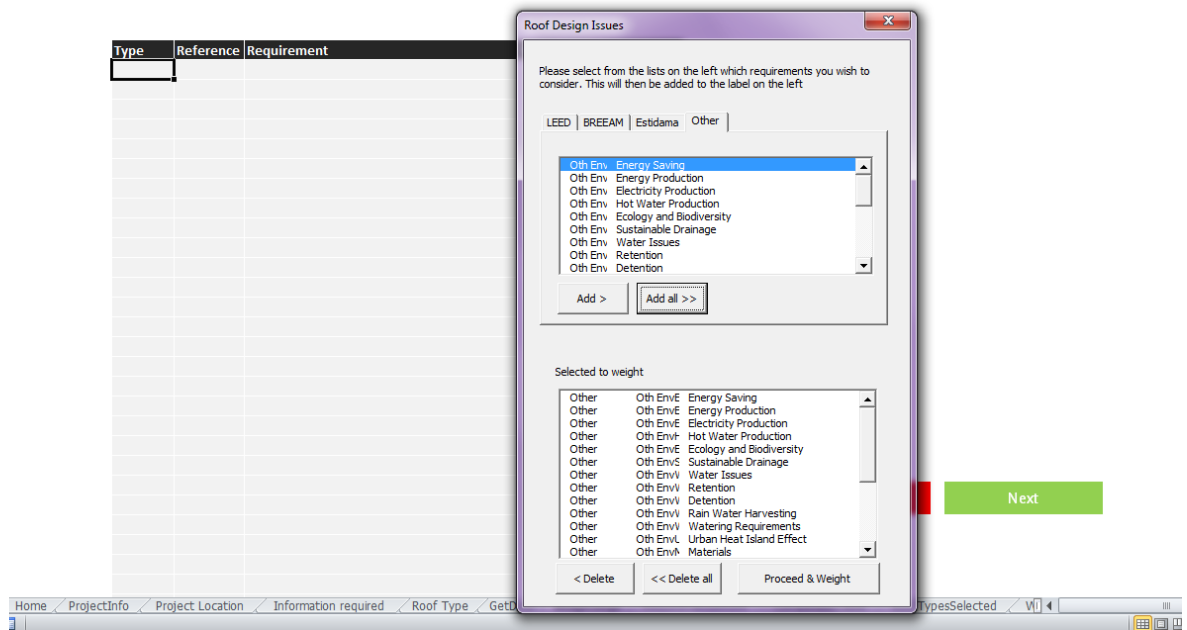 Roof Design Issues
x
Type Reference Requirement
Please select from the lists on the left which requirements you wish to
consider. This will then be added to the label on the left
LEED BREEAM Estidama Other
Oth Env Energy Saving
Oth Env Energy Production
Oth Env Electricity Production
Oth Env Hot Water Production
Oth Env Ecology and Biodiversity
Oth Env Sustainable Drainage
Oth Env Water Issues
Oth Env Retention
Oth Env Detention
Add > Add all >>
Selected to weight
Other Oth EnvE Energy Saving
Other Oth EnvE Energy Production
Other Oth EnvE Electricity Production
Other Oth EnvH Hot Water Production
Other Oth EnvE Ecology and Biodiversity
Other Oth EnvS Sustainable Drainage
Other Oth EnvW Water Issues
Other Oth EnvW Retention
Other Oth EnvW Detention
Other Oth EnvW Rain Water Harvesting
Other Oth EnvW Watering Requirements
Other Oth EnvU Urban Heat Island Effect
Other Oth EnvM Materials
Next
< Delete << Delete all Proceed & Weight
Home ProjectInfo Project Location Information required Roof Type GetD TypesSelected